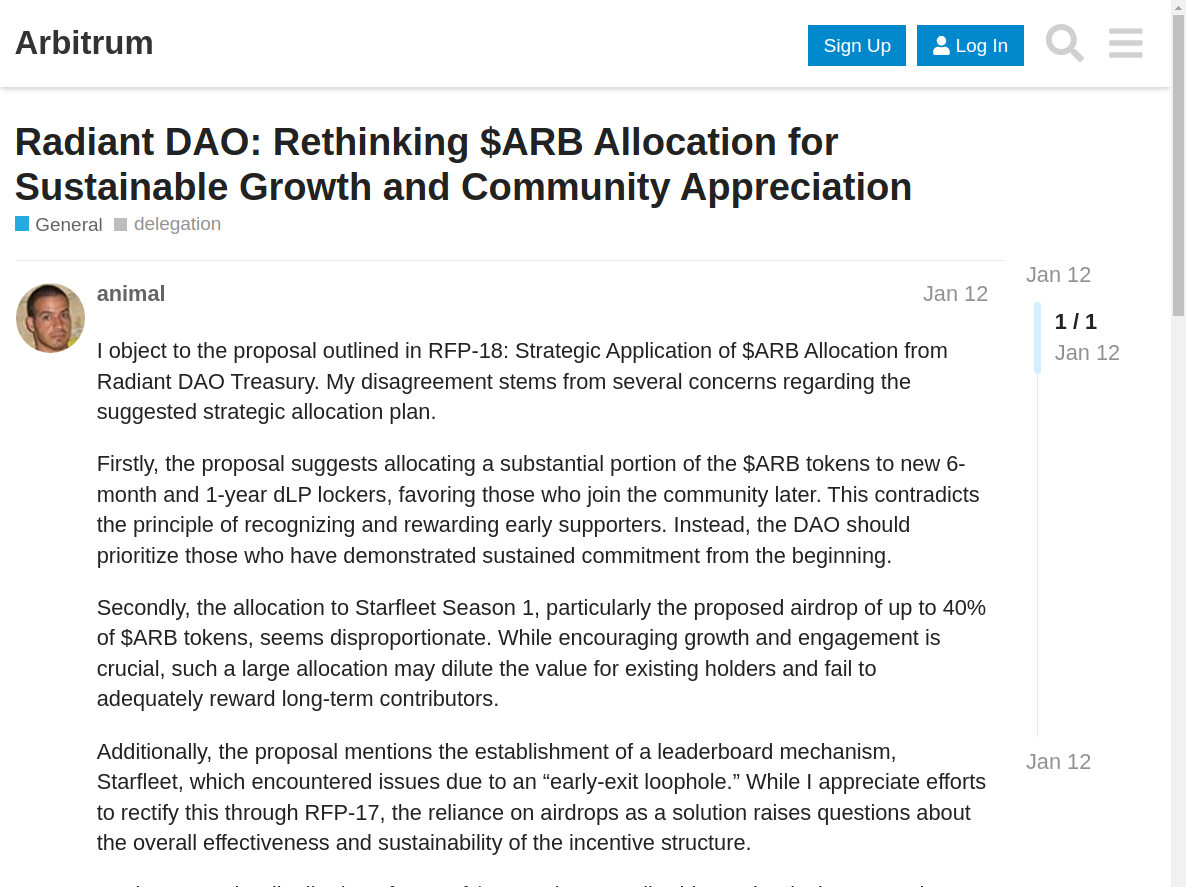 Arbitrum
Sign Up
Log In
Radiant DAO: Rethinking $ARB Allocation for
Sustainable Growth and Community Appreciation
General
delegation
animal
Jan 12
I object to the proposal outlined in RFP-18: Strategic Application of $ARB Allocation from
Radiant DAO Treasury. My disagreement stems from several concerns regarding the
suggested strategic allocation plan.
Firstly, the proposal suggests allocating a substantial portion of the $ARB tokens to new 6-
month and 1-year dLP lockers, favoring those who join the community later. This contradicts
the principle of recognizing and rewarding early supporters. Instead, the DAO should
prioritize those who have demonstrated sustained commitment from the beginning.
Secondly, the allocation to Starfleet Season 1, particularly the proposed airdrop of up to 40%
of $ARB tokens, seems disproportionate. While encouraging growth and engagement is
crucial, such a large allocation may dilute the value for existing holders and fail to
adequately reward long-term contributors.
Additionally, the proposal mentions the establishment of a leaderboard mechanism,
Starfleet, which encountered issues due to an “early-exit loophole.” While I appreciate efforts
to rectify this through RFP-17, the reliance on airdrops as a solution raises questions about
the overall effectiveness and sustainability of the incentive structure.
Jan 12
1 / 1
Jan 12
Jan 12